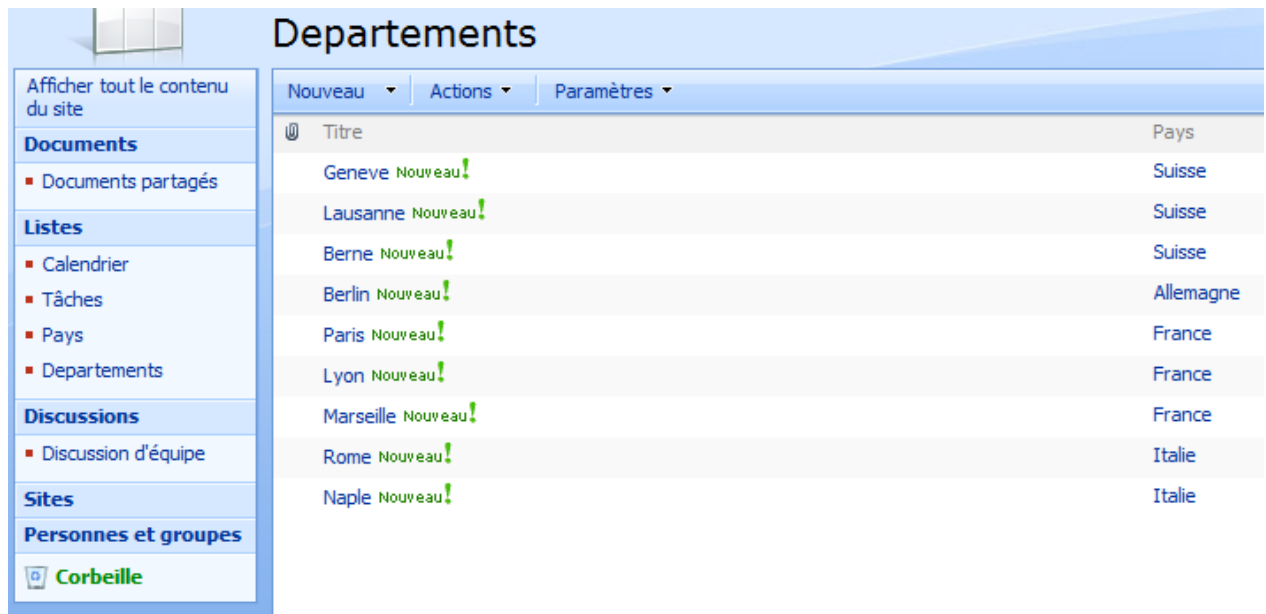 Departements
Afficher tout le contenu
du site
Documents
Documents partagés
Listes
Calendrier
Tâches
Pays
Departements
Discussions
Discussion d'équipe
Sites
Personnes et groupes
Corbeille
Nouveau Actions Paramètres
Titre Pays
Geneve Nouveau! Suisse
Lausanne Nouveau! Suisse
Berne Nouveau! Suisse
Berlin Nouveau! Allemagne
Paris Nouveau! France
Lyon Nouveau! France
Marseille Nouveau! France
Rome Nouveau! Italie
Naple Nouveau! Italie